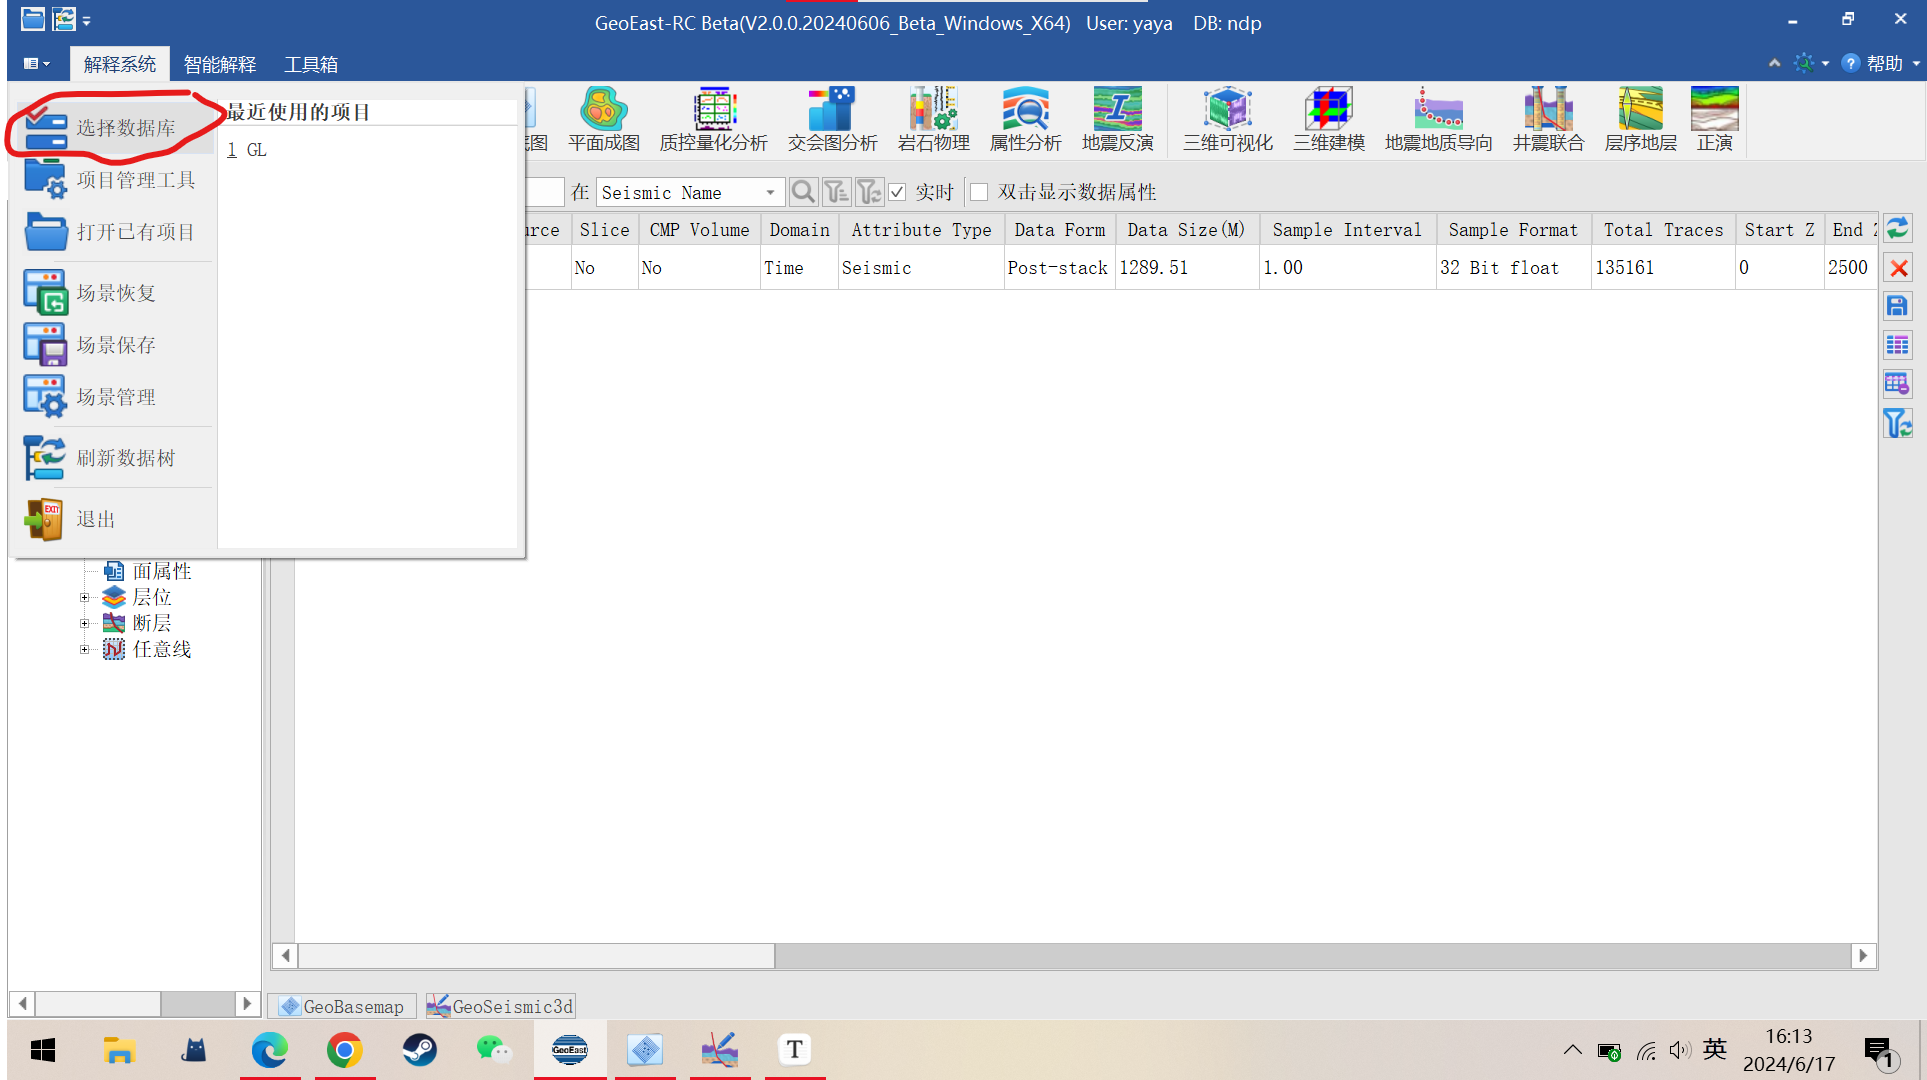 GeoEast-RC Beta(V2.0.0.20240606_Beta_Windows_X64) User: yaya DB: ndp
解释系统 智能解释 工具箱 帮助
选择数据库
项目管理工具
打开已有项目
场景恢复
场景保存
场景管理
刷新数据树
退出
最近使用的项目
1 GL
底图 平面成图 质控量化分析 交会图分析 岩石物理 属性分析 地震反演 三维可视化 三维建模 地震地质导向 井震联合 层序地层 正演
在 Seismic Name 实时 双击显示数据属性
urce Slice CMP Volume Domain Attribute Type Data Form Data Size(M) Sample Interval Sample Format Total Traces Start Z End Z
No No Time Seismic Post-stack 1289.51 1.00 32 Bit float 135161 0 2500
面属性
层位
断层
任意线
GeoBasemap GeoSeismic3d
GeoEast T 英
16:13
2024/6/17
1